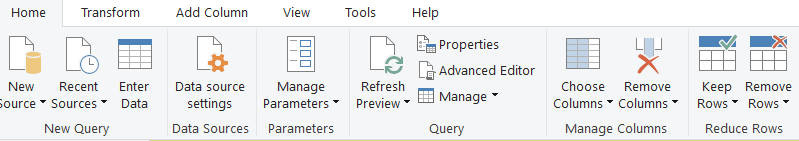 Home Transform Add Column View Tools Help
New Source Recent Sources Enter Data
New Query
Data source settings
Data Sources
Manage Parameters
Parameters
Refresh Preview
Properties
Advanced Editor
Manage
Query
Choose Columns Remove Columns
Manage Columns
Keep Rows Remove Rows
Reduce Rows